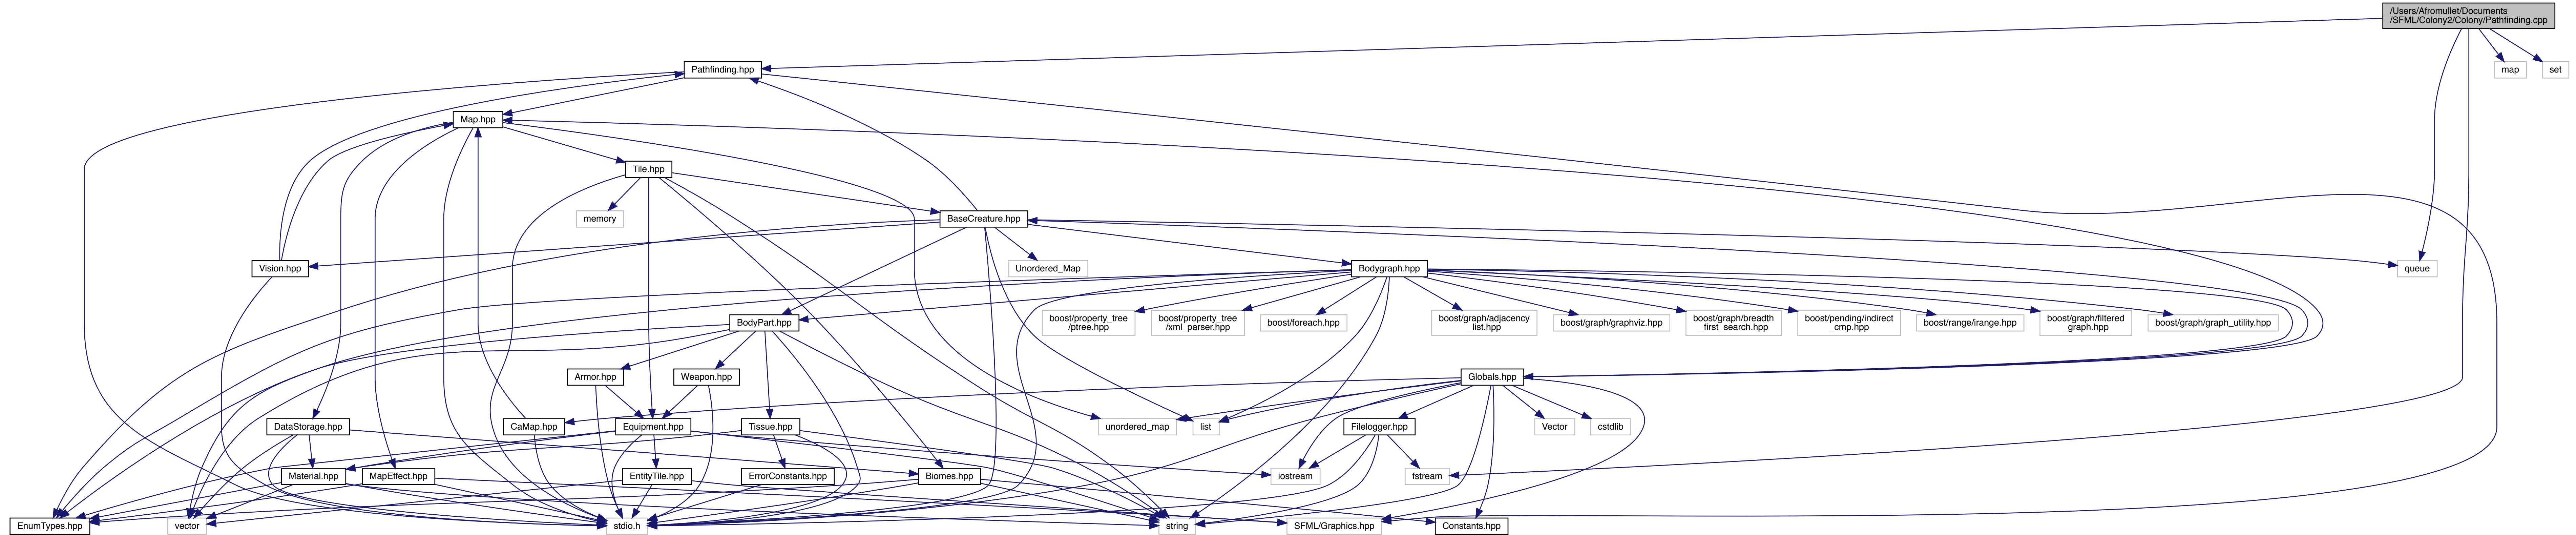 /Users/Afromullet/Documents
/SFML/Colony2/Colony/Pathfinding.cpp
Pathfinding.hpp
map
set
Map.hpp
Tile.hpp
memory
BaseCreature.hpp
Vision.hpp
Unordered_Map
Bodygraph.hpp
queue
BodyPart.hpp
boost/property_tree
/ptree.hpp
boost/property_tree
/xml_parser.hpp
boost/foreach.hpp
boost/graph/adjacency
_list.hpp
boost/graph/graphviz.hpp
boost/graph/breadth
_first_search.hpp
boost/pending/indirect
_cmp.hpp
boost/range/irange.hpp
boost/graph/filtered
_graph.hpp
boost/graph/graph_utility.hpp
Armor.hpp
Weapon.hpp
Globals.hpp
DataStorage.hpp
CaMap.hpp
Equipment.hpp
Tissue.hpp
unordered_map
list
Filelogger.hpp
Vector
cstdlib
Material.hpp
MapEffect.hpp
EntityTile.hpp
ErrorConstants.hpp
Biomes.hpp
iostream
fstream
EnumTypes.hpp
vector
stdio.h
string
SFML/Graphics.hpp
Constants.hpp